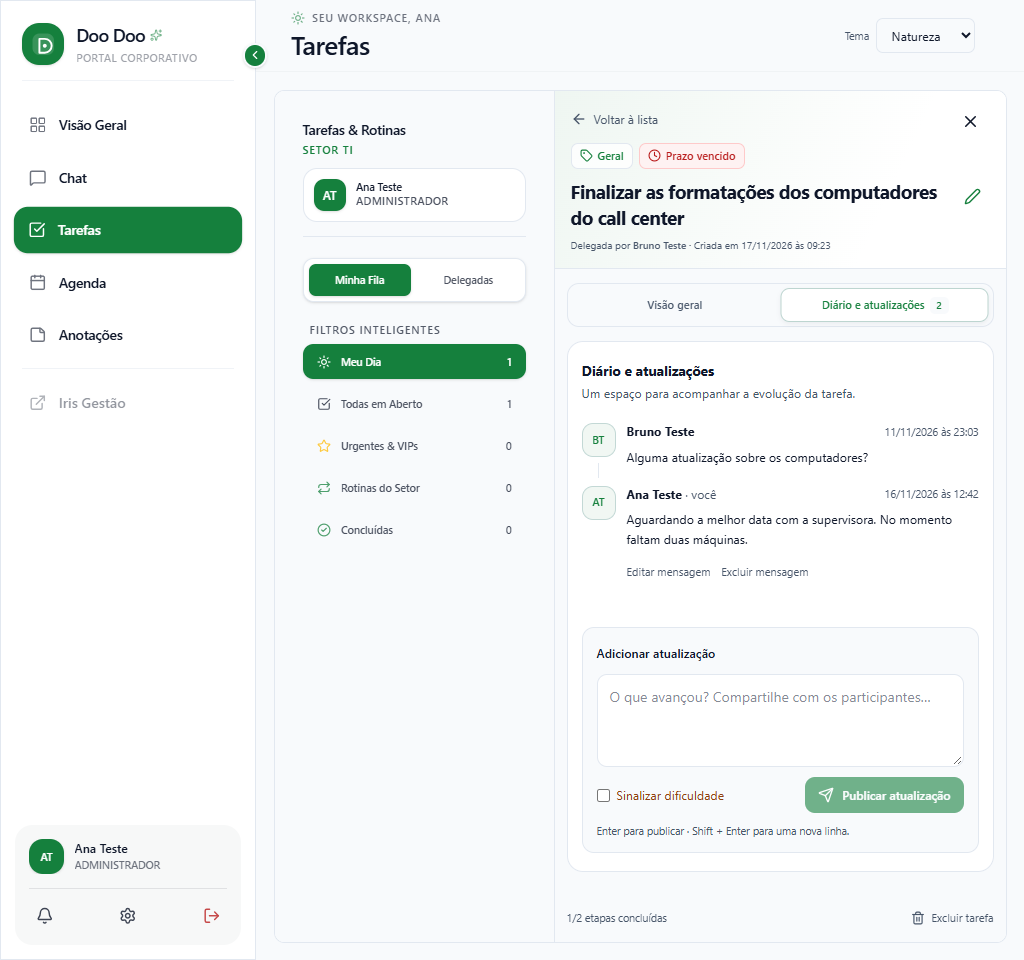 Doo Doo
PORTAL CORPORATIVO
Visão Geral
Chat
Tarefas
Agenda
Anotações
Iris Gestão
AT
Ana Teste
ADMINISTRADOR
SEU WORKSPACE, ANA
Tarefas
Tema
Natureza
Tarefas & Rotinas
SETOR TI
AT
Ana Teste
ADMINISTRADOR
Minha Fila
Delegadas
FILTROS INTELIGENTES
Meu Dia 1
Todas em Aberto 1
Urgentes & VIPs 0
Rotinas do Setor 0
Concluídas 0
Voltar à lista
Geral
Prazo vencido
Finalizar as formatações dos computadores
do call center
Delegada por Bruno Teste · Criada em 17/11/2026 às 09:23
Visão geral
Diário e atualizações 2
Diário e atualizações
Um espaço para acompanhar a evolução da tarefa.
BT
Bruno Teste 11/11/2026 às 23:03
Alguma atualização sobre os computadores?
AT
Ana Teste · você 16/11/2026 às 12:42
Aguardando a melhor data com a supervisora. No momento
faltam duas máquinas.
Editar mensagem Excluir mensagem
Adicionar atualização
O que avançou? Compartilhe com os participantes...
Sinalizar dificuldade
Publicar atualização
Enter para publicar · Shift + Enter para uma nova linha.
1/2 etapas concluídas
Excluir tarefa